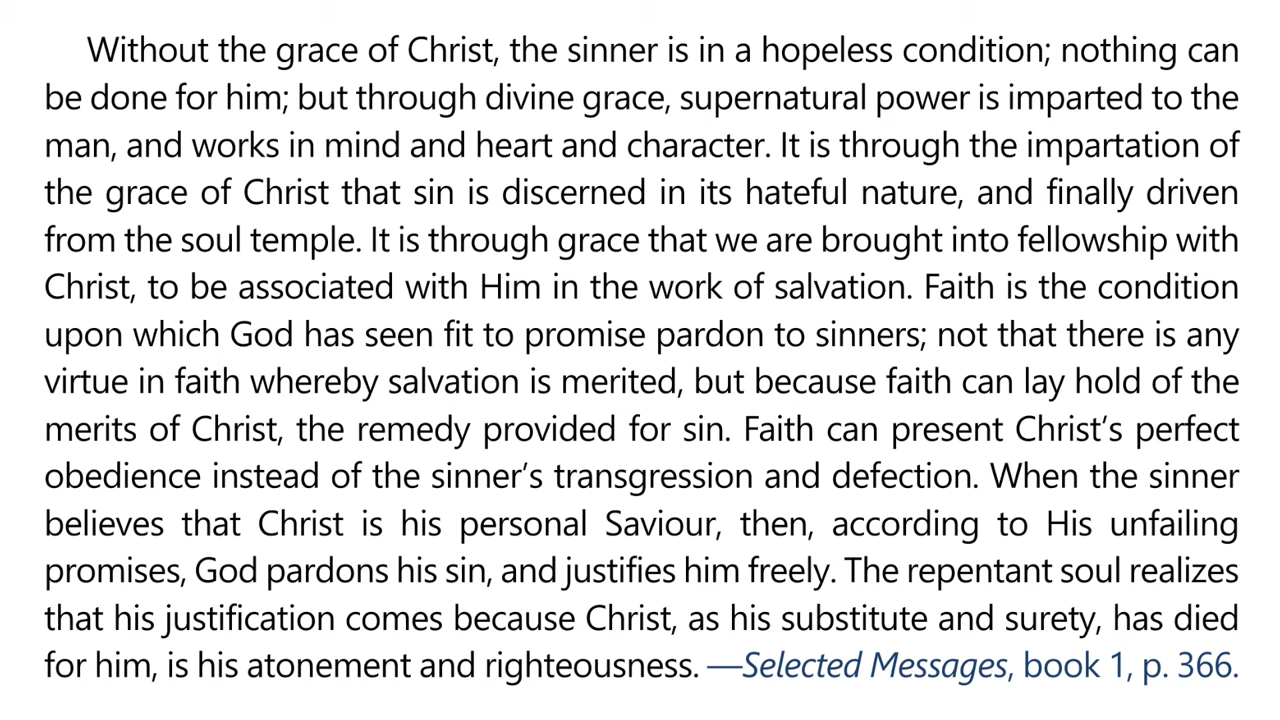 Without the grace of Christ, the sinner is in a hopeless condition; nothing can
be done for him; but through divine grace, supernatural power is imparted to the
man, and works in mind and heart and character. It is through the impartation of
the grace of Christ that sin is discerned in its hateful nature, and finally driven
from the soul temple. It is through grace that we are brought into fellowship with
Christ, to be associated with Him in the work of salvation. Faith is the condition
upon which God has seen fit to promise pardon to sinners; not that there is any
virtue in faith whereby salvation is merited, but because faith can lay hold of the
merits of Christ, the remedy provided for sin. Faith can present Christ’s perfect
obedience instead of the sinner’s transgression and defection. When the sinner
believes that Christ is his personal Saviour, then, according to His unfailing
promises, God pardons his sin, and justifies him freely. The repentant soul realizes
that his justification comes because Christ, as his substitute and surety, has died
for him, is his atonement and righteousness. —Selected Messages, book 1, p. 366.